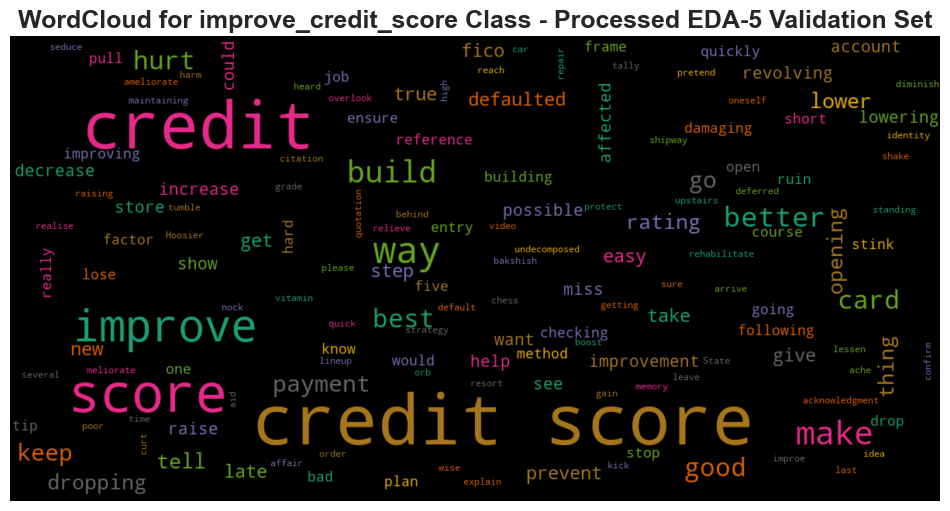 WordCloud for improve_credit_score Class - Processed EDA-5 Validation Set
seduce
pull
hurt
could
fico
car
frame
quickly
account
ameliorate
harm
heard
job
reach
repair
tally
pretend
revolving
diminish
maintaining
overlook
high
true
defaulted
affected
oneself
lower
credit
ensure
reference
damaging
short
lowering
shipway
identity
improving
citation
decrease
increase
grade
build
building
go
open
ruin
shake
raising
deferred
store
tumble
quotation
behind
possible
protect
upstairs
rating
better
standing
realise
relieve
video
entry
course
factor
Hoosier
get
hard
way
undecomposed
bakshish
easy
rehabilitate
opening
stink
really
lose
show
please
step
five
miss
sure
arrive
card
nock
vitamin
chess
default
getting
going
improve
quick
best
strategy
take
following
new
know
lineup
want
checking
boost
method
lessen
confirm
several
meliorate
one
orb
would
help
improvement
State
give
thing
ache
score
aid
payment
resort
see
gain
leave
memory
acknowledgment
tip
poor
time
raise
credit score
make
drop
keep
curt
tell
affair
order
stop
improe
idea
dropping
late
bad
plan
wise
explain
prevent
kick
good
last